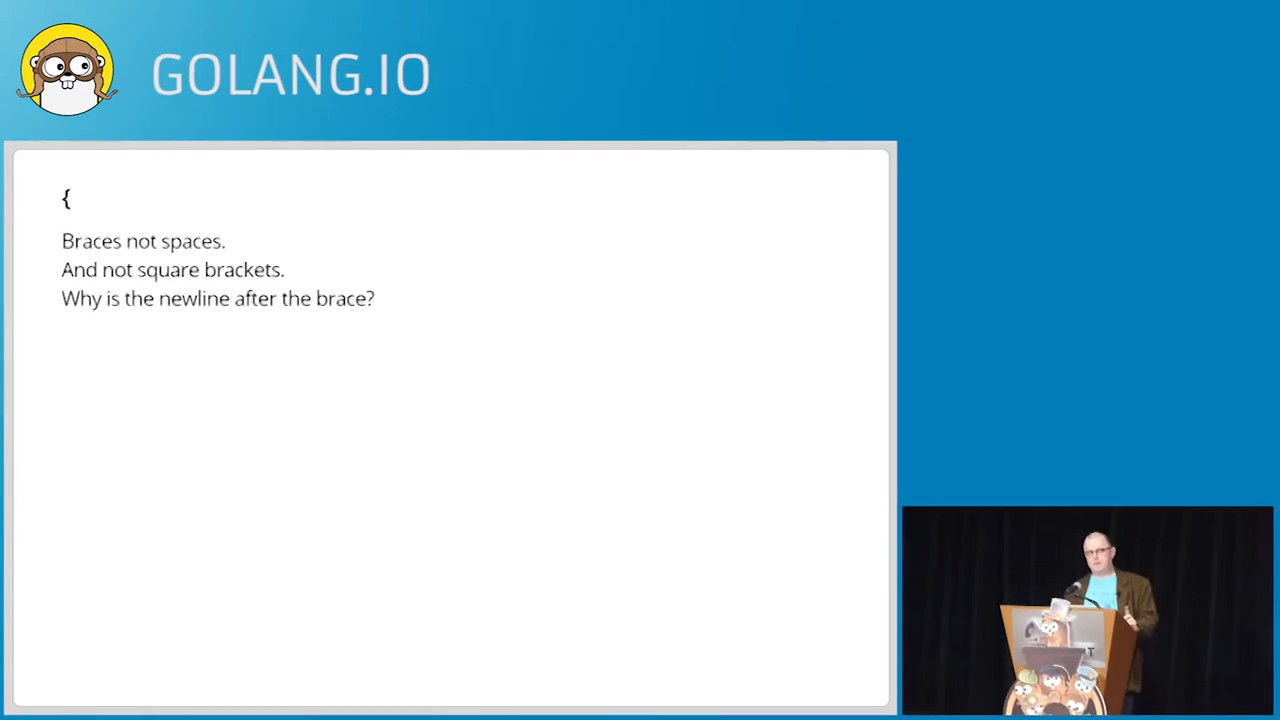 GOLANG.IO
{
Braces not spaces.
And not square brackets.
Why is the newline after the brace?